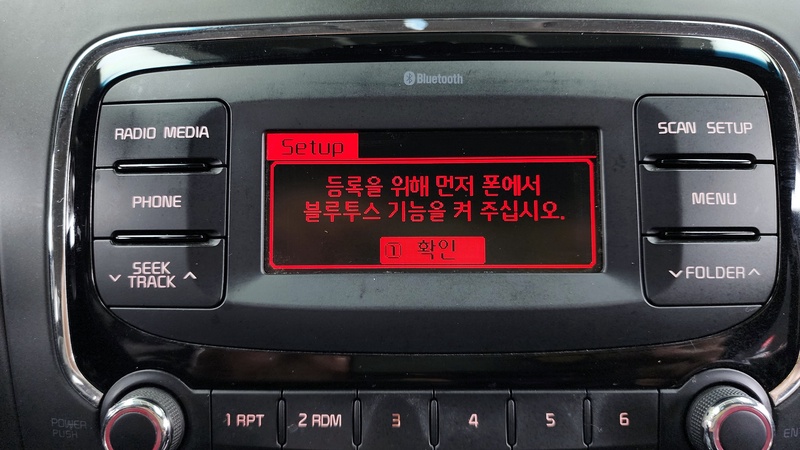 Bluetooth
RADIO MEDIA
SCAN SETUP
Setup
등록을 위해 먼저 폰에서
블루투스 기능을 켜 주십시오.
1 확인
PHONE
MENU
SEEK
TRACK
FOLDER
1 RPT
2 RDM
3
4
5
6
POWER
PUSH